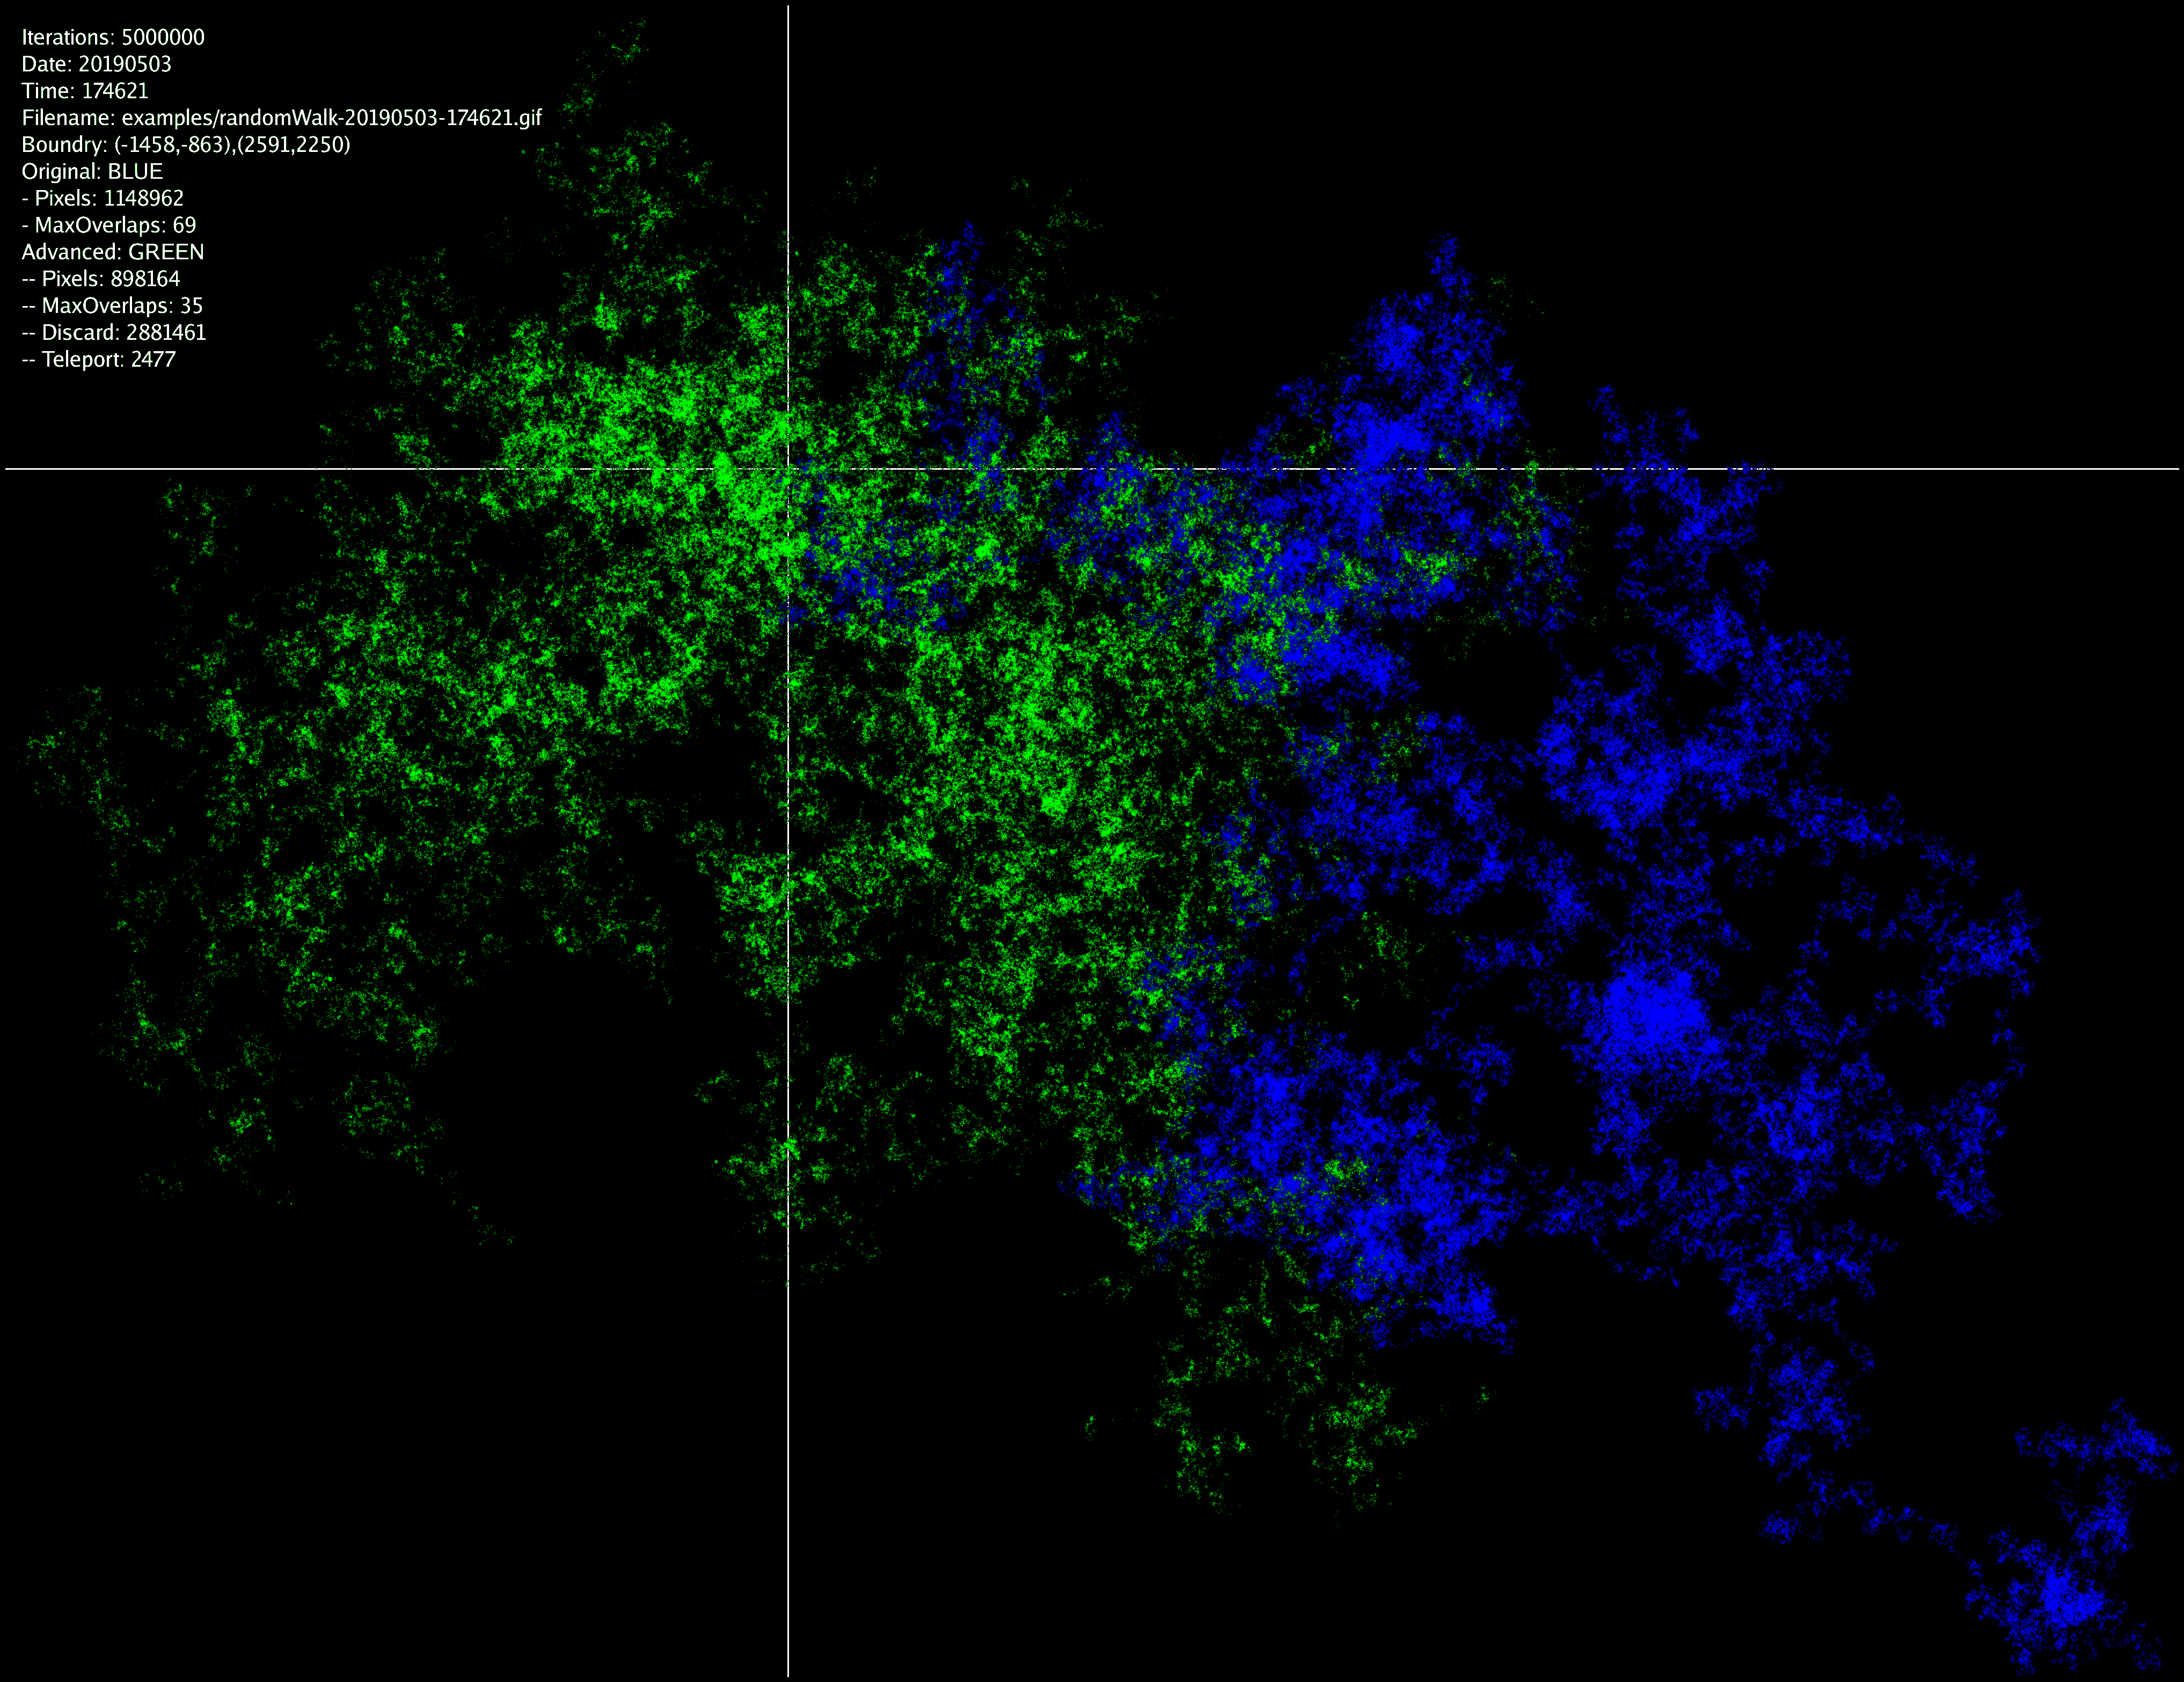 Iterations: 5000000
Date: 20190503
Time: 174621
Filename: examples/randomWalk-20190503-174621.gif
Boundry: (-1458,-863),(2591,2250)
Original: BLUE
- Pixels: 1148962
- MaxOverlaps: 69
Advanced: GREEN
-- Pixels: 898164
-- MaxOverlaps: 35
-- Discard: 2881461
-- Teleport: 2477